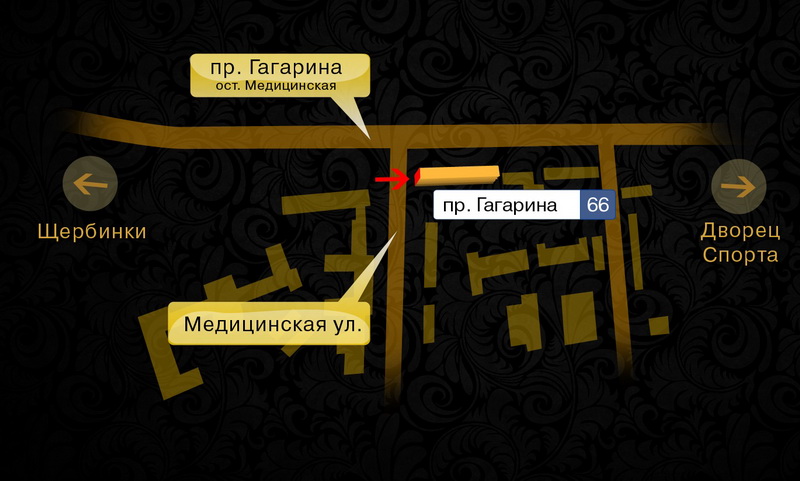 пр. Гагарина
ост. Медицинская
пр. Гагарина 66
Щербинки
Дворец
Спорта
Медицинская ул.